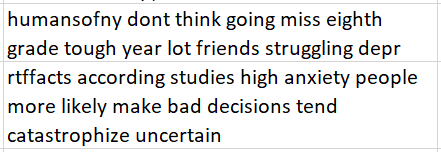 humansofny dont think going miss eighth
grade tough year lot friends struggling depr
rtffacts according studies high anxiety people
more likely make bad decisions tend
catastrophize uncertain